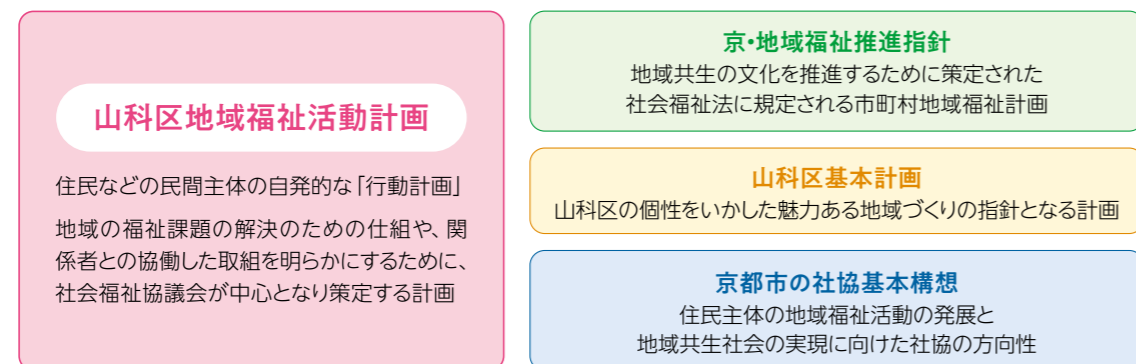 山科区地域福祉活動計画
住民などの民間主体の自発的な「行動計画」
地域の福祉課題の解決のための仕組や、関
係者との協働した取組を明らかにするために、
社会福祉協議会が中心となり策定する計画
京・地域福祉推進指針
地域共生の文化を推進するために策定された
社会福祉法に規定される市町村地域福祉計画
山科区基本計画
山科区の個性をいかした魅力ある地域づくりの指針となる計画
京都市の社協基本構想
住民主体の地域福祉活動の発展と
地域共生社会の実現に向けた社協の方向性